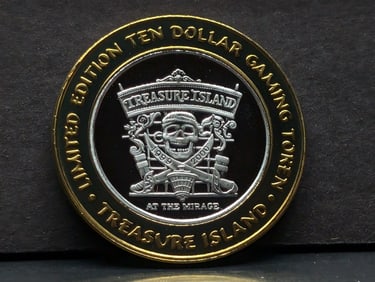 LIMITED EDITION TEN DOLLAR GAMING TOKEN
• TREASURE ISLAND •
TREASURE ISLAND
AT THE MIRAGE